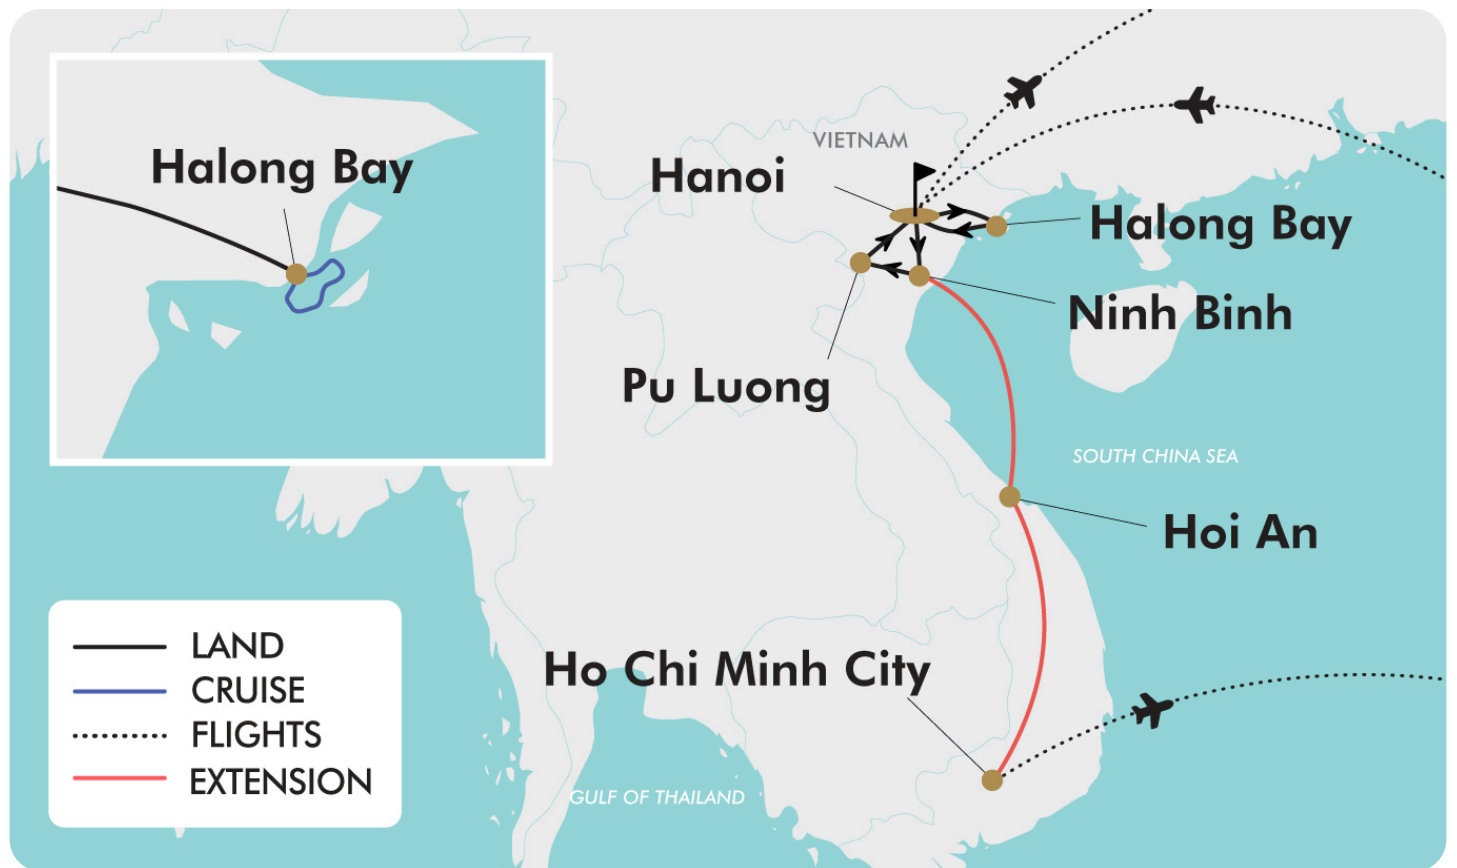 Halong Bay
VIETNAM
Hanoi
Halong Bay
Ninh Binh
Pu Luong
SOUTH CHINA SEA
Hoi An
Ho Chi Minh City
GULF OF THAILAND
LAND
CRUISE
FLIGHTS
EXTENSION